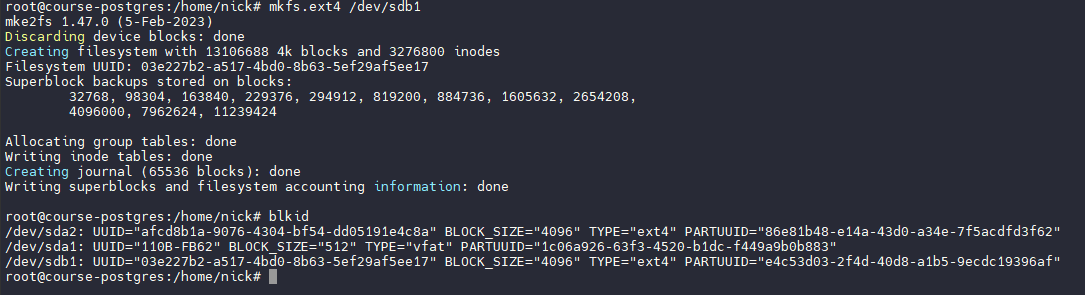 root@course-postgres:/home/nick# mkfs.ext4 /dev/sdb1
mke2fs 1.47.0 (5-Feb-2023)
Discarding device blocks: done
Creating filesystem with 13106688 4k blocks and 3276800 inodes
Filesystem UUID: 03e227b2-a517-4bd0-8b63-5ef29af5ee17
Superblock backups stored on blocks:
        32768, 98304, 163840, 229376, 294912, 819200, 884736, 1605632, 2654208,
        4096000, 7962624, 11239424

Allocating group tables: done
Writing inode tables: done
Creating journal (65536 blocks): done
Writing superblocks and filesystem accounting information: done

root@course-postgres:/home/nick# blkid
/dev/sda2: UUID="afcd8b1a-9076-4304-bf54-dd05191e4c8a" BLOCK_SIZE="4096" TYPE="ext4" PARTUUID="86e81b48-e14a-43d0-a34e-7f5acdfd3f62"
/dev/sda1: UUID="110B-FB62" BLOCK_SIZE="512" TYPE="vfat" PARTUUID="1c06a926-63f3-4520-b1dc-f449a9b0b883"
/dev/sdb1: UUID="03e227b2-a517-4bd0-8b63-5ef29af5ee17" BLOCK_SIZE="4096" TYPE="ext4" PARTUUID="e4c53d03-2f4d-40d8-a1b5-9ecdc19396af"
root@course-postgres:/home/nick#